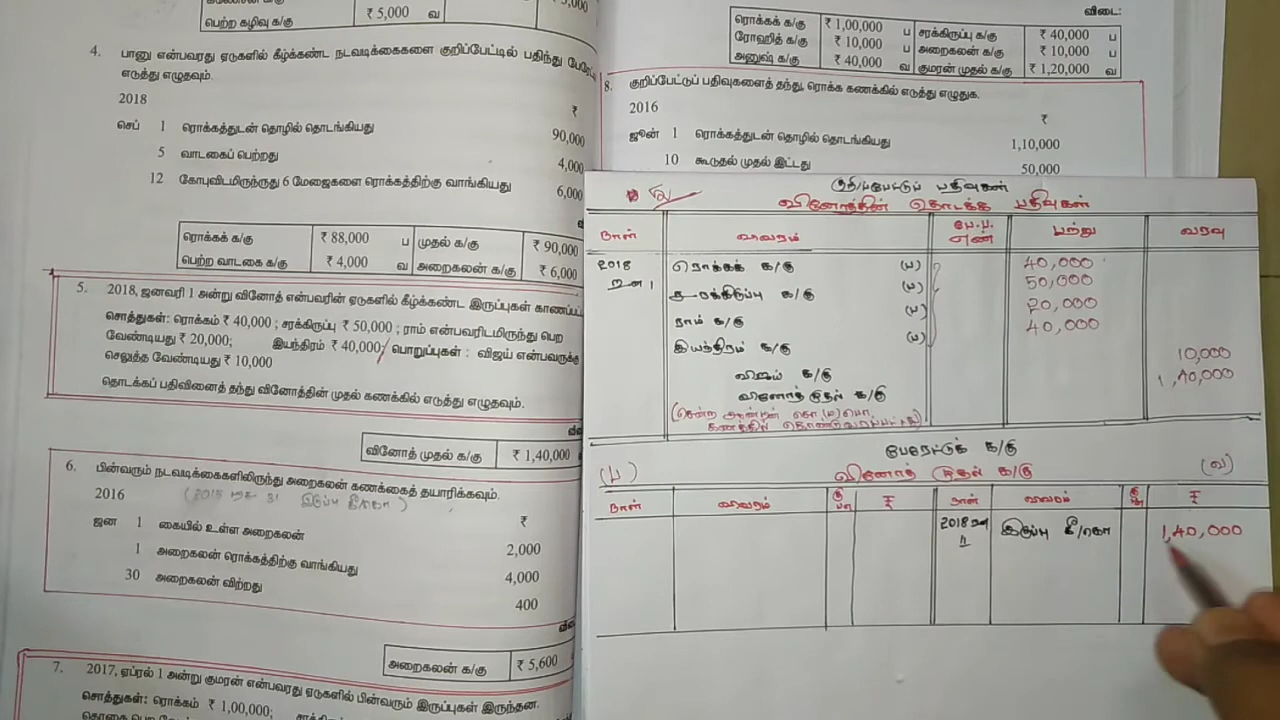 ₹ 5,000 வ
பெற்ற கழிவு க/கு
4. பானு என்பவரது ஏடுகளில் கீழ்க்கண்ட நடவடிக்கைகளை குறிப்பேட்டில் பதிந்து
எடுத்து எழுதவும்.
2018 ₹
செப் 1 ரொக்கத்துடன் தொழில் தொடங்கியது 90,000
5 வாடகைப் பெற்றது 4,000
12 கோபுவிடமிருந்து 6 மேஜைகளை ரொக்கத்திற்கு வாங்கியது 6,000
ரொக்கக் க/கு ₹ 88,000 ப முதல் க/கு ₹ 90,000
பெற்ற வாடகை க/கு ₹ 4,000 வ அறைகலன் க/கு ₹ 6,000
5. 2018, ஜனவரி 1 அன்று வினோத் என்பவரின் ஏடுகளில் கீழ்க்கண்ட இருப்புகள்
சொத்துகள்: ரொக்கம் ₹ 40,000 ; சரக்கிருப்பு ₹ 50,000 ; ராம் என்பவரிடமிருந்து பெற
வேண்டியது ₹ 20,000; இயந்திரம் ₹ 40,000; பொறுப்புகள் : விஜய் என்பவருக்கு
செலுத்த வேண்டியது ₹ 10,000
தொடக்கப் பதிவினைத் தந்து வினோத்தின் முதல் கணக்கில் எடுத்து எழுதவும்.
வினோத் முதல் க/கு ₹ 1,40,000
6. பின்வரும் நடவடிக்கைகளிலிருந்து அறைகலன் கணக்கைத் தயாரிக்கவும்.
2016 ₹
ஜன 1 கையில் உள்ள அறைகலன் 2,000
1 அறைகலன் ரொக்கத்திற்கு வாங்கியது 4,000
30 அறைகலன் விற்றது 400
அறைகலன் க/கு ₹ 5,600
7. 2017, ஏப்ரல் 1 அன்று குமரன் என்பவரது ஏடுகளில் பின்வரும் இருப்புகள் இருந்தன.
சொத்துகள்: ரொக்கம் ₹ 1,00,000;
விடை:
ரொக்கக் க/கு ₹ 1,00,000 ப சரக்கிருப்பு க/கு ₹ 40,000 ப
ரோஹித் க/கு ₹ 10,000 ப அறைகலன் க/கு ₹ 10,000 ப
அனுஷ் க/கு ₹ 40,000 வ குமரன் முதல் க/கு ₹ 1,20,000 வ
8. குறிப்பேட்டுப் பதிவுகளைத் தந்து, ரொக்க கணக்கில் எடுத்து எழுதுக.
2016 ₹
ஜூன் 1 ரொக்கத்துடன் தொழில் தொடங்கியது 1,10,000
10 கூடுதல் முதல் இட்டது 50,000
குறிப்பேட்டுப் பதிவுகள்
வினோத்தின் தொடக்க பதிவுகள்
நாள் விவரம் பே.ப. எண் பற்று வரவு
2018 ஜன 1 ரொக்கக் க/கு (ப) 40,000
சரக்கிருப்பு க/கு (ப) 50,000
ராம் க/கு (ப) 20,000
இயந்திரம் க/கு (ப) 40,000
விஜய் க/கு 10,000
வினோத் முதல் க/கு 1,40,000
பேரேட்டுக் க/கு
(ப) வினோத் முதல் க/கு (வ)
நாள் விவரம் ₹ நாள் விவரம் ₹
2018 ஜன 1 இருப்பு கீ/கொ 1,40,000